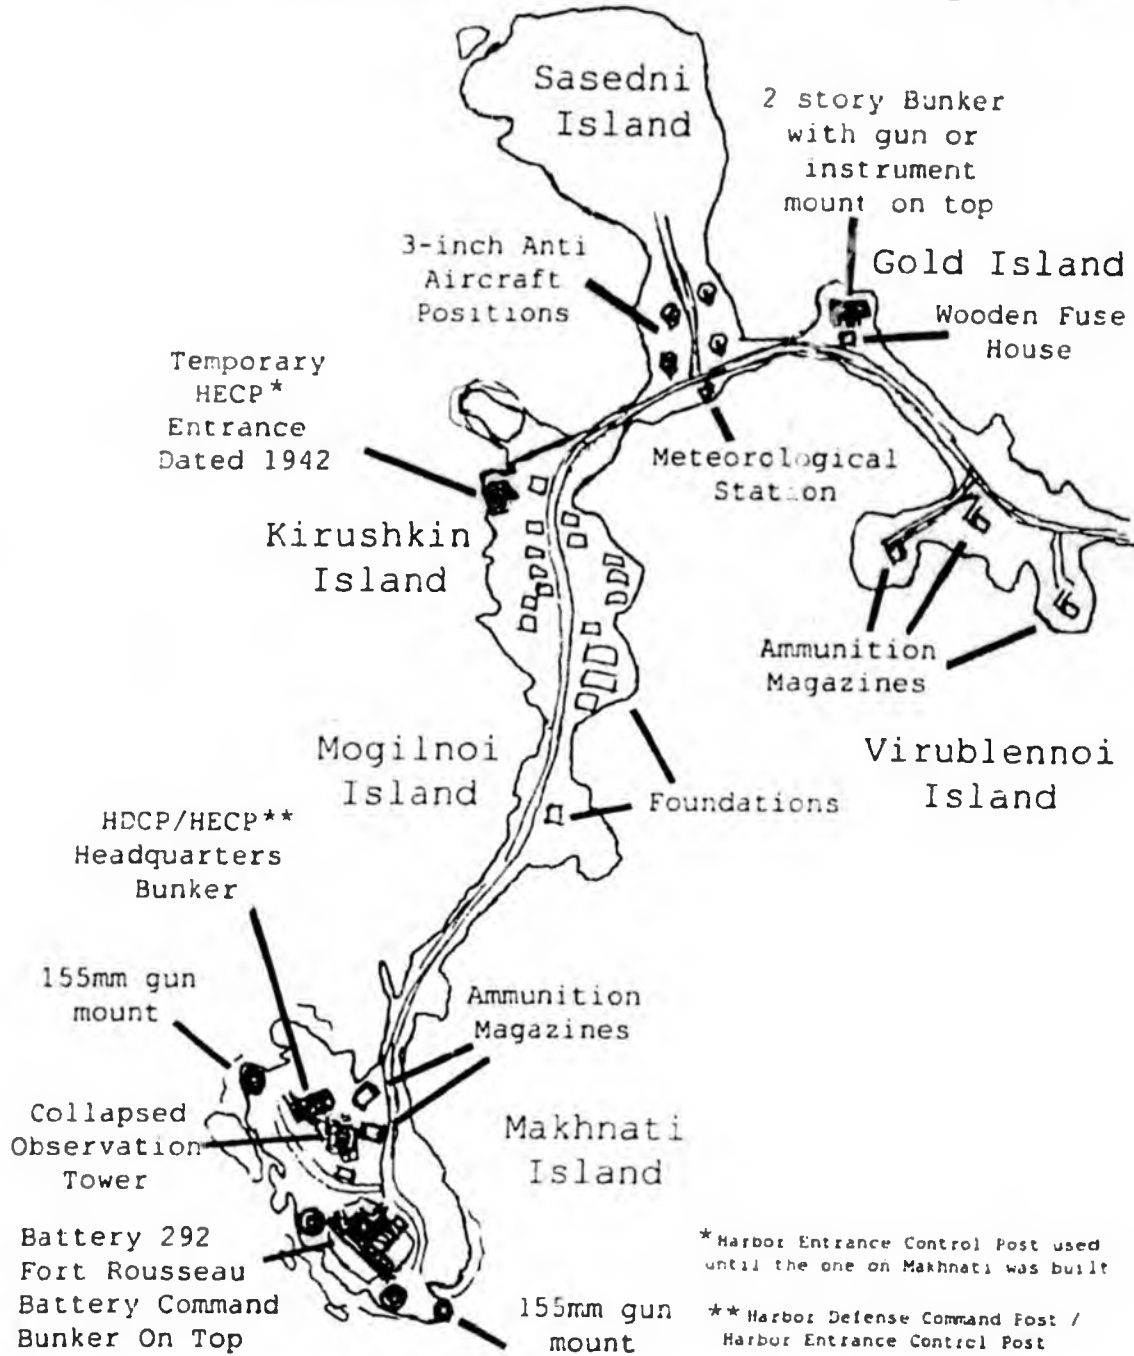 Sasedni
Island
2 story Bunker
with gun or
instrument
mount on top
3-inch Anti
Aircraft
Positions
Gold Island
Wooden Fuse
House
Temporary
HECP*
Entrance
Dated 1942
Meteorological
Station
Kirushkin
Island
Ammunition
Magazines
Mogilnoi
Island
Virublennoi
Island
Foundations
HDCP/HECP**
Headquarters
Bunker
155mm gun
mount
Ammunition
Magazines
Collapsed
Observation
Tower
Makhnati
Island
Battery 292
Fort Rousseau
Battery Command
Bunker On Top
155mm gun
mount
*Harbor Entrance Control Post used
until the one on Makhnati was built
**Harbor Defense Command Post /
Harbor Entrance Control Post